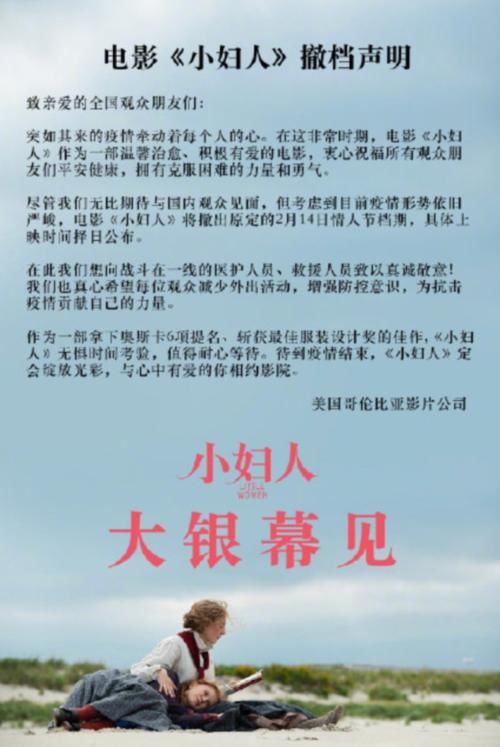 电影《小妇人》撤档声明
致亲爱的全国观众朋友们：
突如其来的疫情牵动着每个人的心。在这非常时期，电影《小妇
人》作为一部温馨治愈、积极有爱的电影，衷心祝福所有观众朋
友们平安健康，拥有克服困难的力量和勇气。
尽管我们无比期待与国内观众见面，但考虑到目前疫情形势依旧
严峻，电影《小妇人》将撤出原定的2月14日情人节档期，具体上
映时间择日公布。
在此我们想向战斗在一线的医护人员、救援人员致以真诚敬意！
我们也真心希望每位观众减少外出活动，增强防控意识，为抗击
疫情贡献自己的力量。
作为一部拿下奥斯卡6项提名、斩获最佳服装设计奖的佳作,《小妇
人》无惧时间考验，值得耐心等待。待到疫情结束，《小妇人》定
会绽放光彩，与心中有爱的你相约影院。
美国哥伦比亚影片公司
小妇人
LITTLE
WOMEN
大银幕见